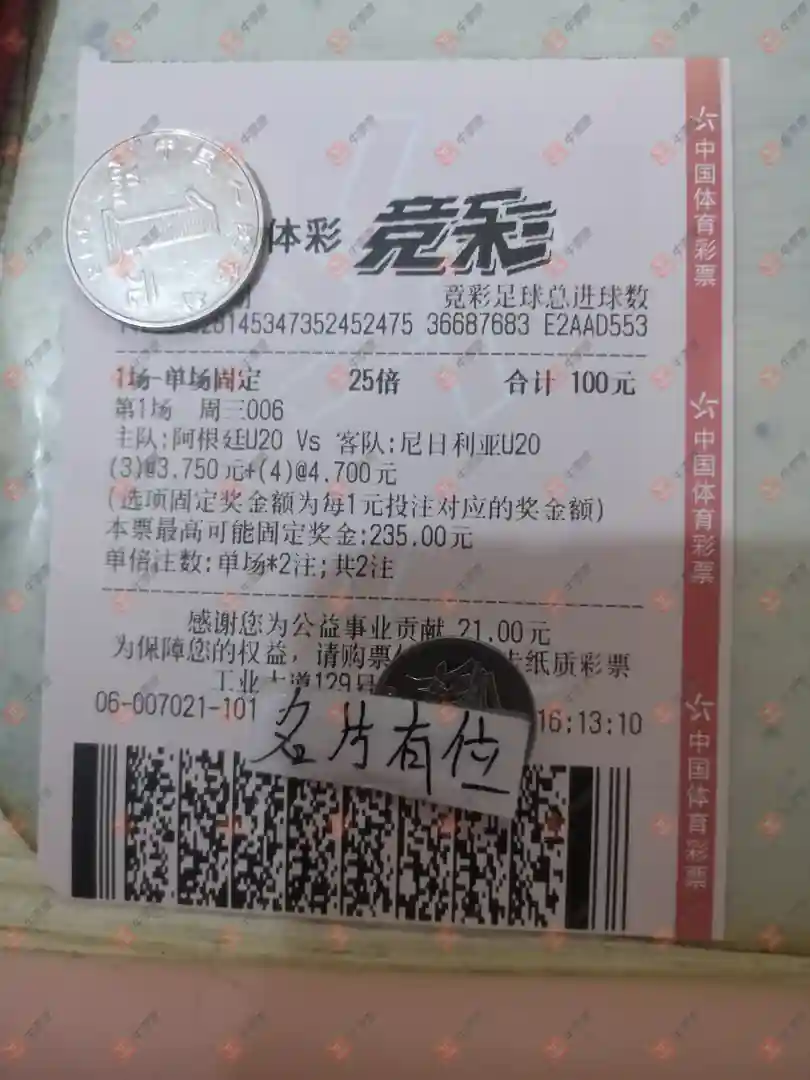 体彩 竞彩
竞彩足球总进球数
5347352452475 36687683 E2AAD553
1场-单场固定 25倍 合计 100元
第1场 周三006
主队:阿根廷U20 Vs 客队:尼日利亚U20
(3)@3.750元+(4)@4.700元
(选项固定奖金额为每1元投注对应的奖金额)
本票最高可能固定奖金:235.00元
单倍注数:单场*2注;共2注
感谢您为公益事业贡献 21.00元
为保障您的权益，请购票 纸质彩票
工业大道129号
06-007021-101 16:13:10
名片有位
中国体育彩票
中国体育彩票
中国体育彩票